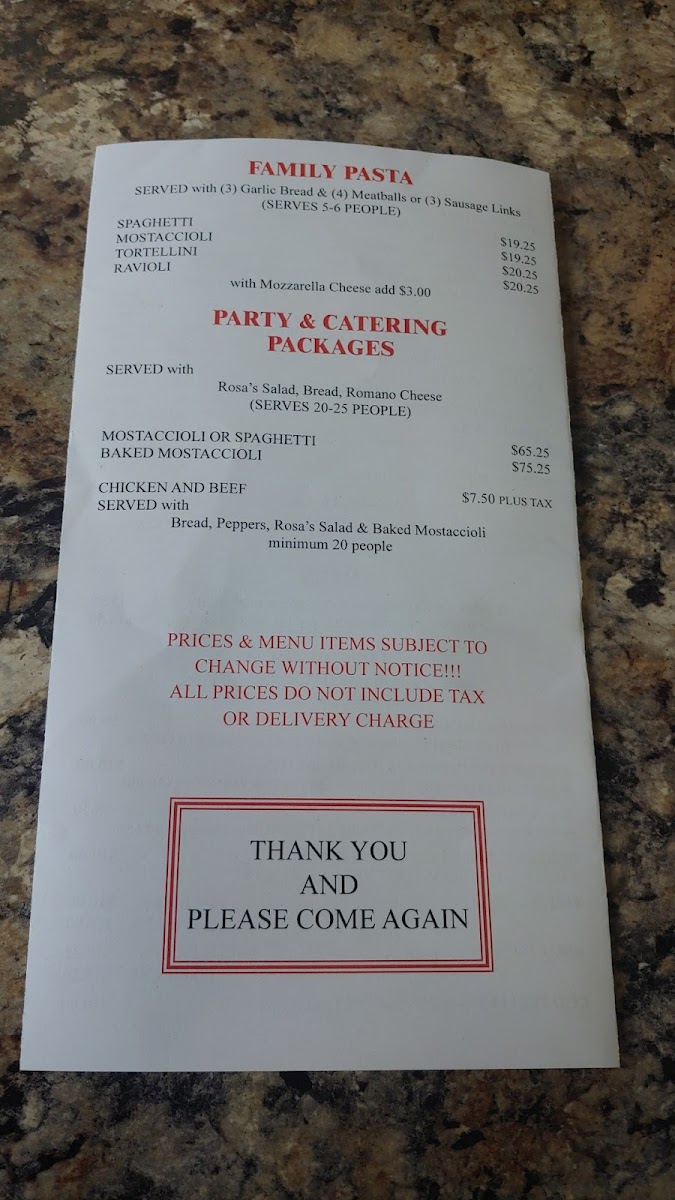 FAMILY PASTA
SERVED with (3) Garlic Bread & (4) Meatballs or (3) Sausage Links
(SERVES 5-6 PEOPLE)
SPAGHETTI $19.25
MOSTACCIOLI $19.25
TORTELLINI $20.25
RAVIOLI $20.25
with Mozzarella Cheese add $3.00
PARTY & CATERING
PACKAGES
SERVED with
Rosa's Salad, Bread, Romano Cheese
(SERVES 20-25 PEOPLE)
MOSTACCIOLI OR SPAGHETTI $65.25
BAKED MOSTACCIOLI $75.25
CHICKEN AND BEEF $7.50 PLUS TAX
SERVED with
Bread, Peppers, Rosa's Salad & Baked Mostaccioli
minimum 20 people
PRICES & MENU ITEMS SUBJECT TO
CHANGE WITHOUT NOTICE!!!
ALL PRICES DO NOT INCLUDE TAX
OR DELIVERY CHARGE
THANK YOU
AND
PLEASE COME AGAIN